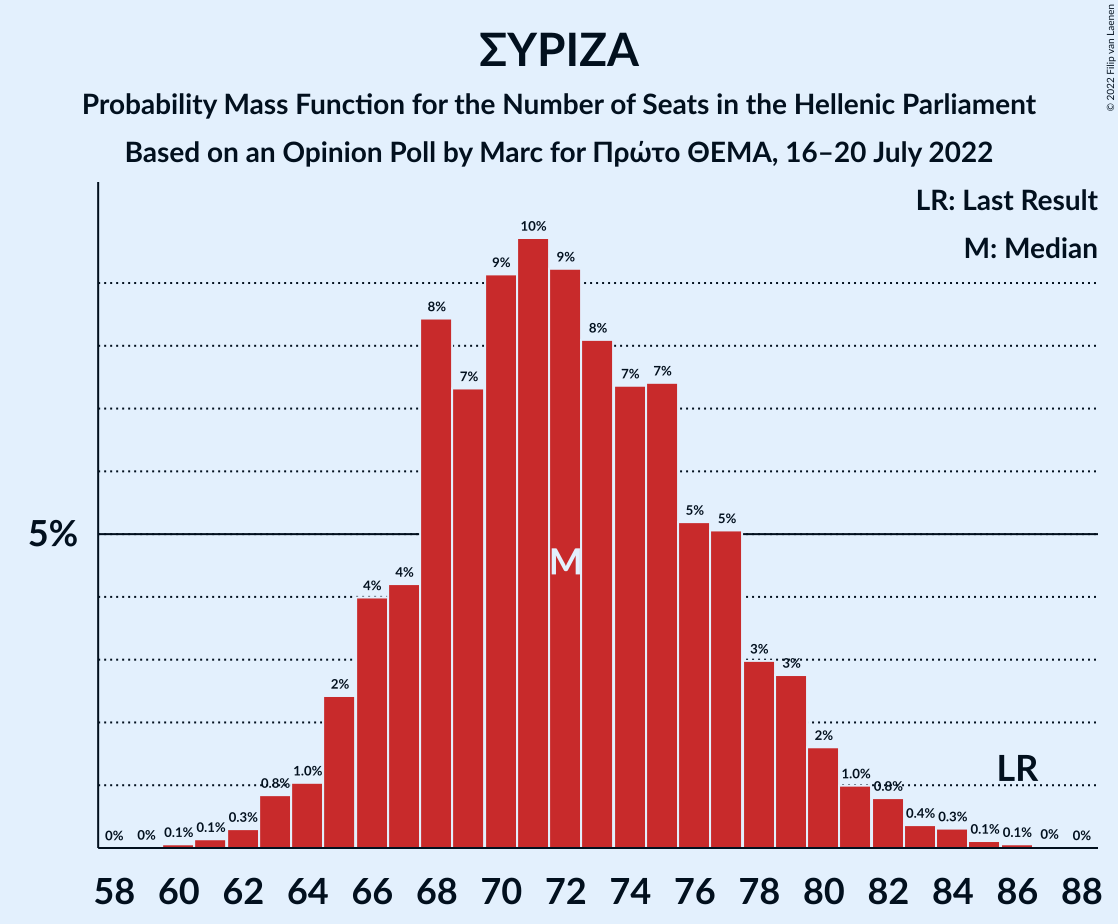 ΣΥΡΙΖΑ
Probability Mass Function for the Number of Seats in the Hellenic Parliament
Based on an Opinion Poll by Marc for Πρώτο ΘΕΜΑ, 16–20 July 2022
© 2022 Filip van Laenen
LR: Last Result
M: Median
5%
0% 0% 0.1% 0.1% 0.3% 0.8% 1.0% 2% 4% 4% 8% 7% 9% 10% 9% 8% 7% 7% 5% 5% 3% 3% 2% 1.0% 0.8% 0.4% 0.3% 0.1% 0.1% 0% 0%
M
LR
58 60 62 64 66 68 70 72 74 76 78 80 82 84 86 88